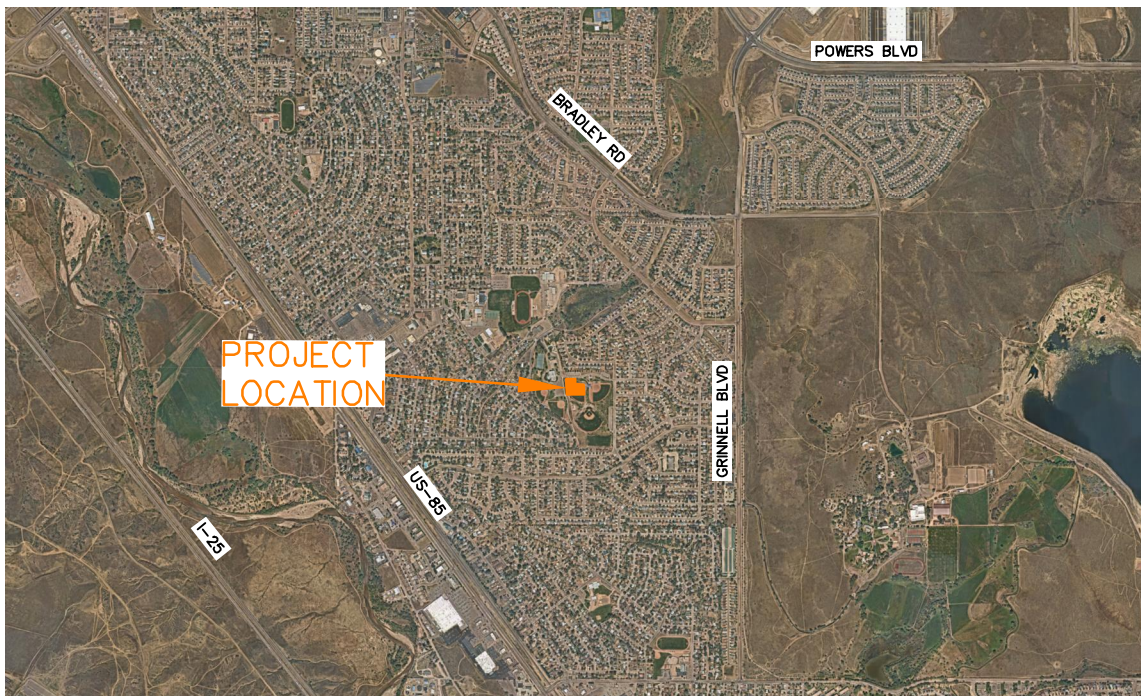 POWERS BLVD
BRADLEY RD
PROJECT
LOCATION
GRINNELL BLVD
US-85
I-25